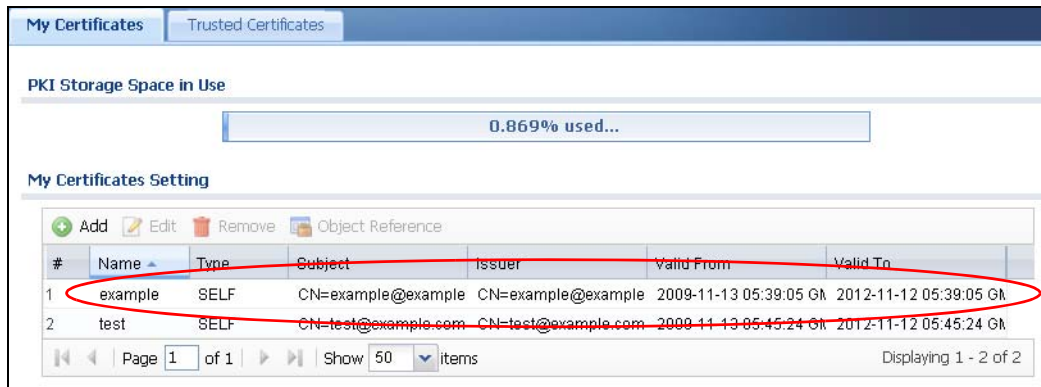 My Certificates Trusted Certificates
PKI Storage Space in Use
0.869% used...
My Certificates Setting
Add Edit Remove Object Reference
# Name Type Subject Issuer Valid From Valid To
1 example SELF CN=example@example CN=example@example 2009-11-13 05:39:05 GM 2012-11-12 05:39:05 GM
2 test SELF CN=test@example.com CN=test@example.com 2009-11-13 05:45:24 GM 2012-11-12 05:45:24 GM
Page 1 of 1 Show 50 items Displaying 1 - 2 of 2